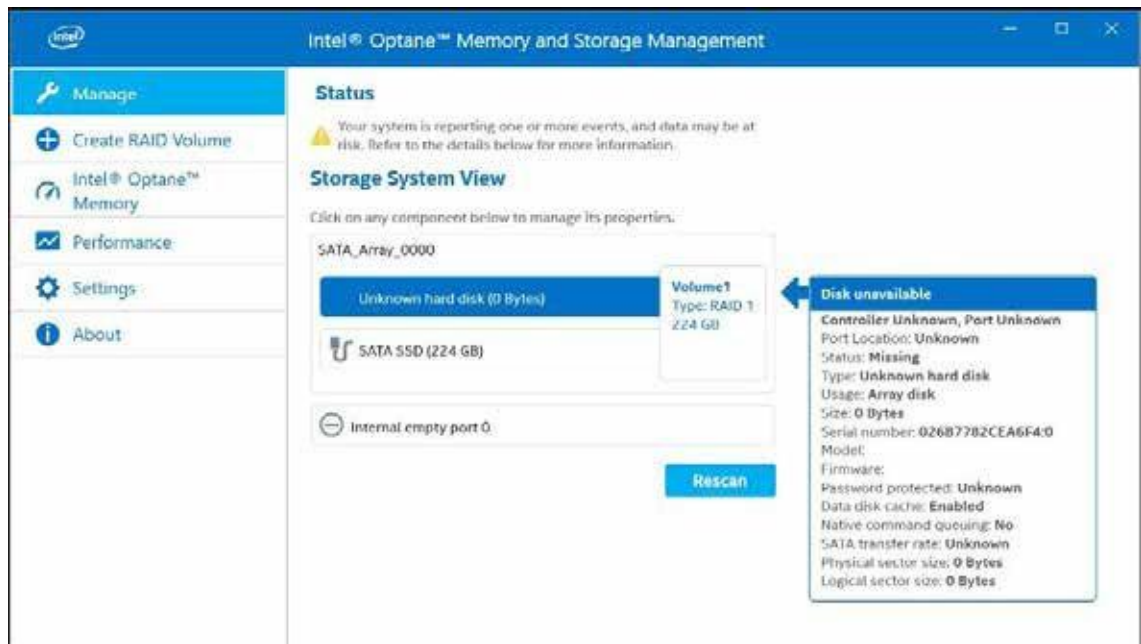 intel
Intel® Optane™ Memory and Storage Management
Manage
Create RAID Volume
Intel® Optane™
Memory
Performance
Settings
About
Status
Your system is reporting one or more events, and data may be at
risk. Refer to the details below for more information.
Storage System View
Click on any component below to manage its properties.
SATA_Array_0000
Unknown hard disk (0 Bytes)
SATA SSD (224 GB)
Volume1
Type: RAID 1
224 GB
Internal empty port 0
Rescan
Disk unavailable
Controller Unknown, Port Unknown
Port Location: Unknown
Status: Missing
Type: Unknown hard disk
Usage: Array disk
Size: 0 Bytes
Serial number: 026B7782CEA6F4:0
Model:
Firmware:
Password protected: Unknown
Data disk cache: Enabled
Native command queuing: No
SATA transfer rate: Unknown
Physical sector size: 0 Bytes
Logical sector size: 0 Bytes